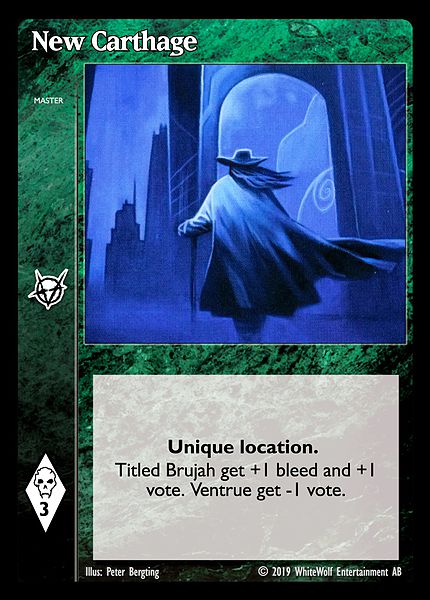 New Carthage
MASTER
3
Unique location.
Titled Brujah get +1 bleed and +1
vote. Ventrue get -1 vote.
Illus: Peter Bergting © 2019 WhiteWolf Entertainment AB